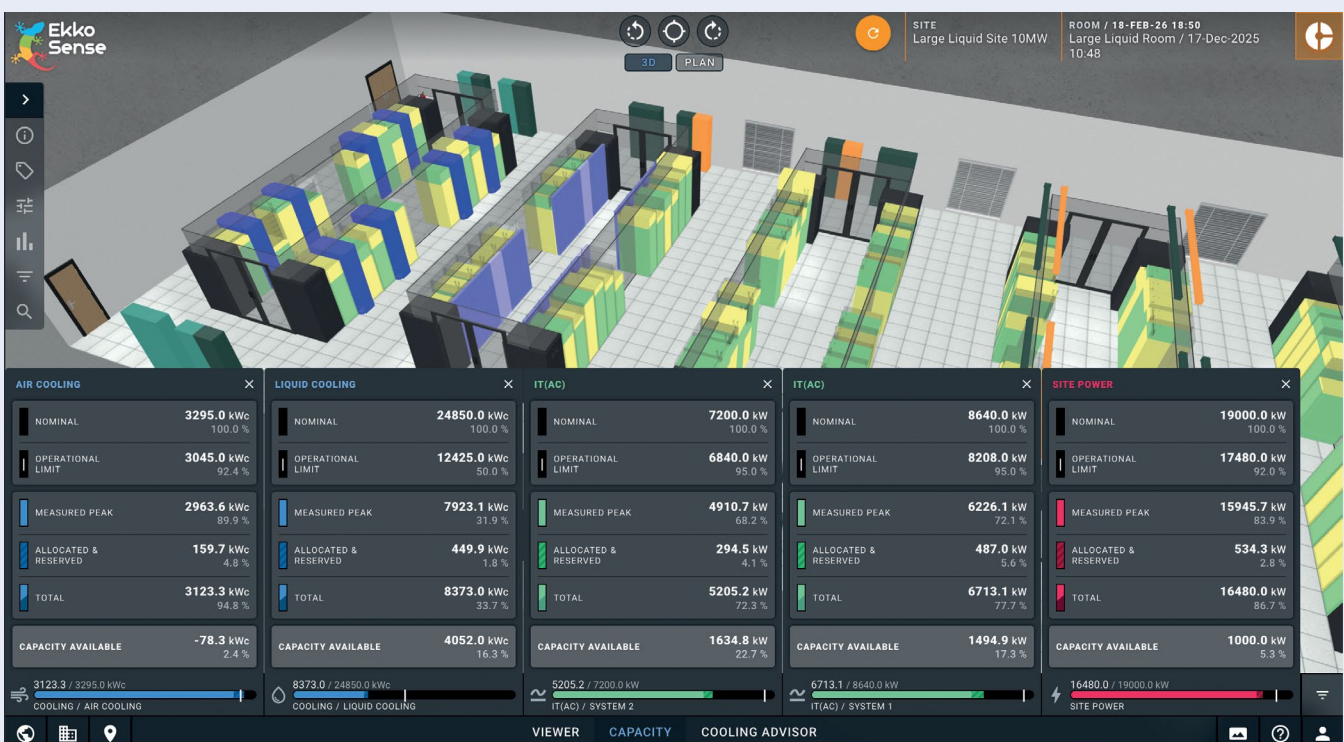 Ekko
Sense
3D
PLAN
SITE
Large Liquid Site 10MW
ROOM / 18-FEB-26 18:50
Large Liquid Room / 17-Dec-2025
10:48
AIR COOLING
NOMINAL
3295.0 kWc
100.0 %
OPERATIONAL
LIMIT
3045.0 kWc
92.4 %
MEASURED PEAK
2963.6 kWc
89.9 %
ALLOCATED &
RESERVED
159.7 kWc
4.8 %
TOTAL
3123.3 kWc
94.8 %
CAPACITY AVAILABLE
-78.3 kWc
2.4 %
3123.3 / 3295.0 kWc
COOLING / AIR COOLING
LIQUID COOLING
NOMINAL
24850.0 kWc
100.0 %
OPERATIONAL
LIMIT
12425.0 kWc
50.0 %
MEASURED PEAK
7923.1 kWc
31.9 %
ALLOCATED &
RESERVED
449.9 kWc
1.8 %
TOTAL
8373.0 kWc
33.7 %
CAPACITY AVAILABLE
4052.0 kWc
16.3 %
8373.0 / 24850.0 kWc
COOLING / LIQUID COOLING
IT(AC)
NOMINAL
7200.0 kW
100.0 %
OPERATIONAL
LIMIT
6840.0 kW
95.0 %
MEASURED PEAK
4910.7 kW
68.2 %
ALLOCATED &
RESERVED
294.5 kW
4.1 %
TOTAL
5205.2 kW
72.3 %
CAPACITY AVAILABLE
1634.8 kW
22.7 %
5205.2 / 7200.0 kW
IT(AC) / SYSTEM 2
IT(AC)
NOMINAL
8640.0 kW
100.0 %
OPERATIONAL
LIMIT
8208.0 kW
95.0 %
MEASURED PEAK
6226.1 kW
72.1 %
ALLOCATED &
RESERVED
487.0 kW
5.6 %
TOTAL
6713.1 kW
77.7 %
CAPACITY AVAILABLE
1494.9 kW
17.3 %
6713.1 / 8640.0 kW
IT(AC) / SYSTEM 1
SITE POWER
NOMINAL
19000.0 kW
100.0 %
OPERATIONAL
LIMIT
17480.0 kW
92.0 %
MEASURED PEAK
15945.7 kW
83.9 %
ALLOCATED &
RESERVED
534.3 kW
2.8 %
TOTAL
16480.0 kW
86.7 %
CAPACITY AVAILABLE
1000.0 kW
5.3 %
16480.0 / 19000.0 kW
SITE POWER
VIEWER
CAPACITY
COOLING ADVISOR